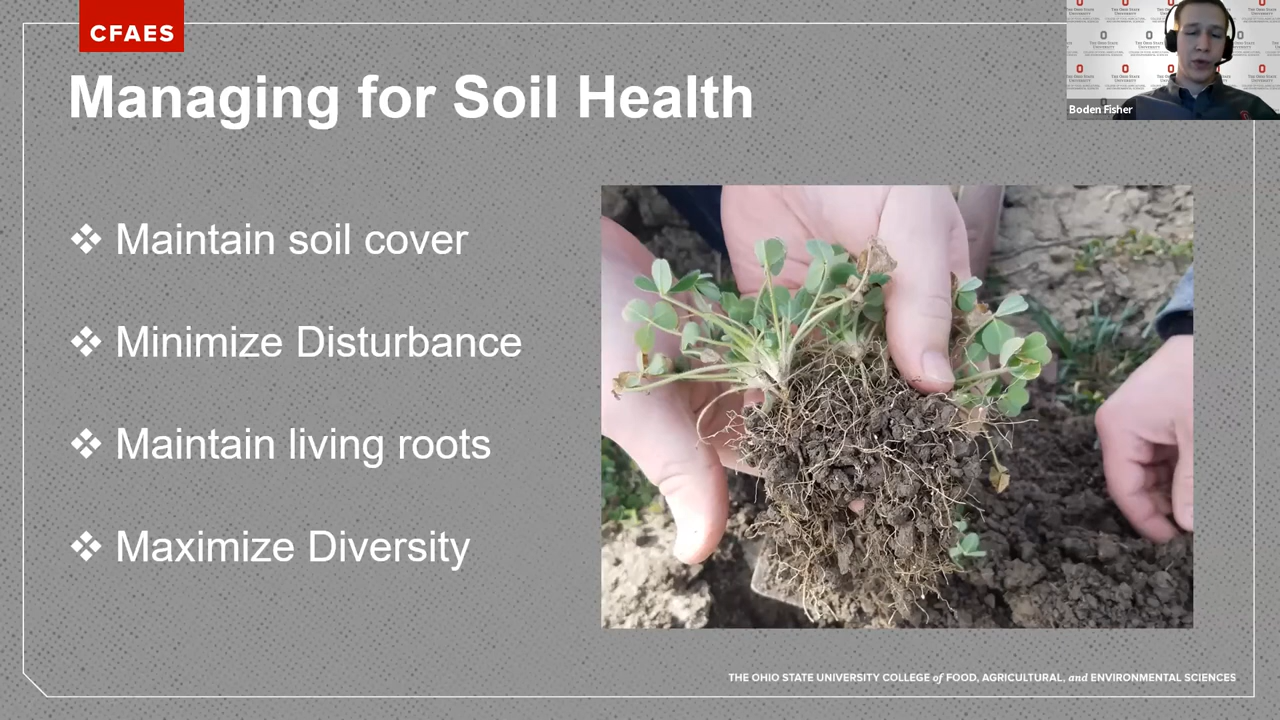 CFAES
Managing for Soil Health
Boden Fisher
❖ Maintain soil cover
❖ Minimize Disturbance
❖ Maintain living roots
❖ Maximize Diversity
THE OHIO STATE UNIVERSITY COLLEGE of FOOD, AGRICULTURAL, and ENVIRONMENTAL SCIENCES